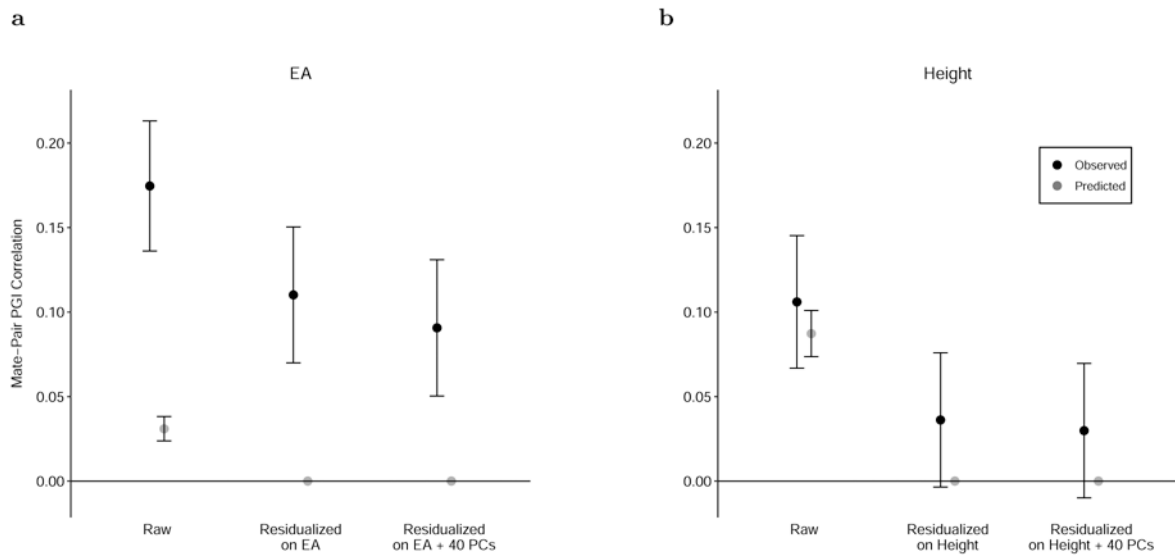 a
EA
Mate-Pair PGI Correlation
0.20
0.15
0.10
0.05
0.00
Raw
Residualized
on EA
Residualized
on EA + 40 PCs
b
Height
0.20
0.15
0.10
0.05
0.00
Observed
Predicted
Raw
Residualized
on Height
Residualized
on Height + 40 PCs